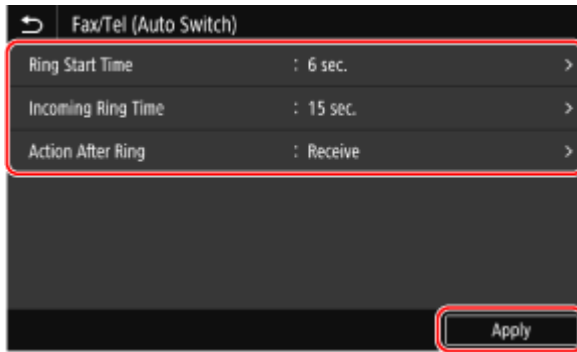 Fax/Tel (Auto Switch)
Ring Start Time : 6 sec.
Incoming Ring Time : 15 sec.
Action After Ring : Receive
Apply